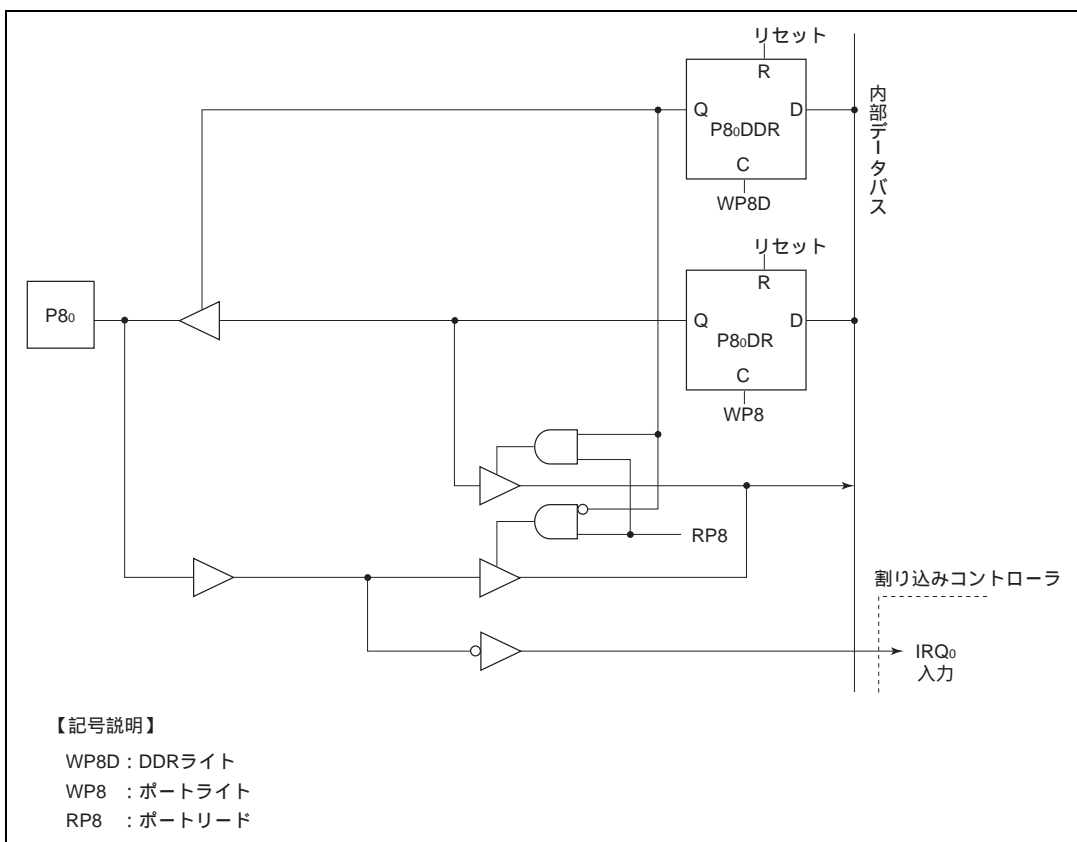 リセット
R
Q
D
P8₀DDR
C
WP8D
内部データバス
リセット
R
P8₀
Q
D
P8₀DR
C
WP8
RP8
割り込みコントローラ
IRQ₀
入力
【記号説明】
WP8D:DDRライト
WP8 :ポートライト
RP8 :ポートリード